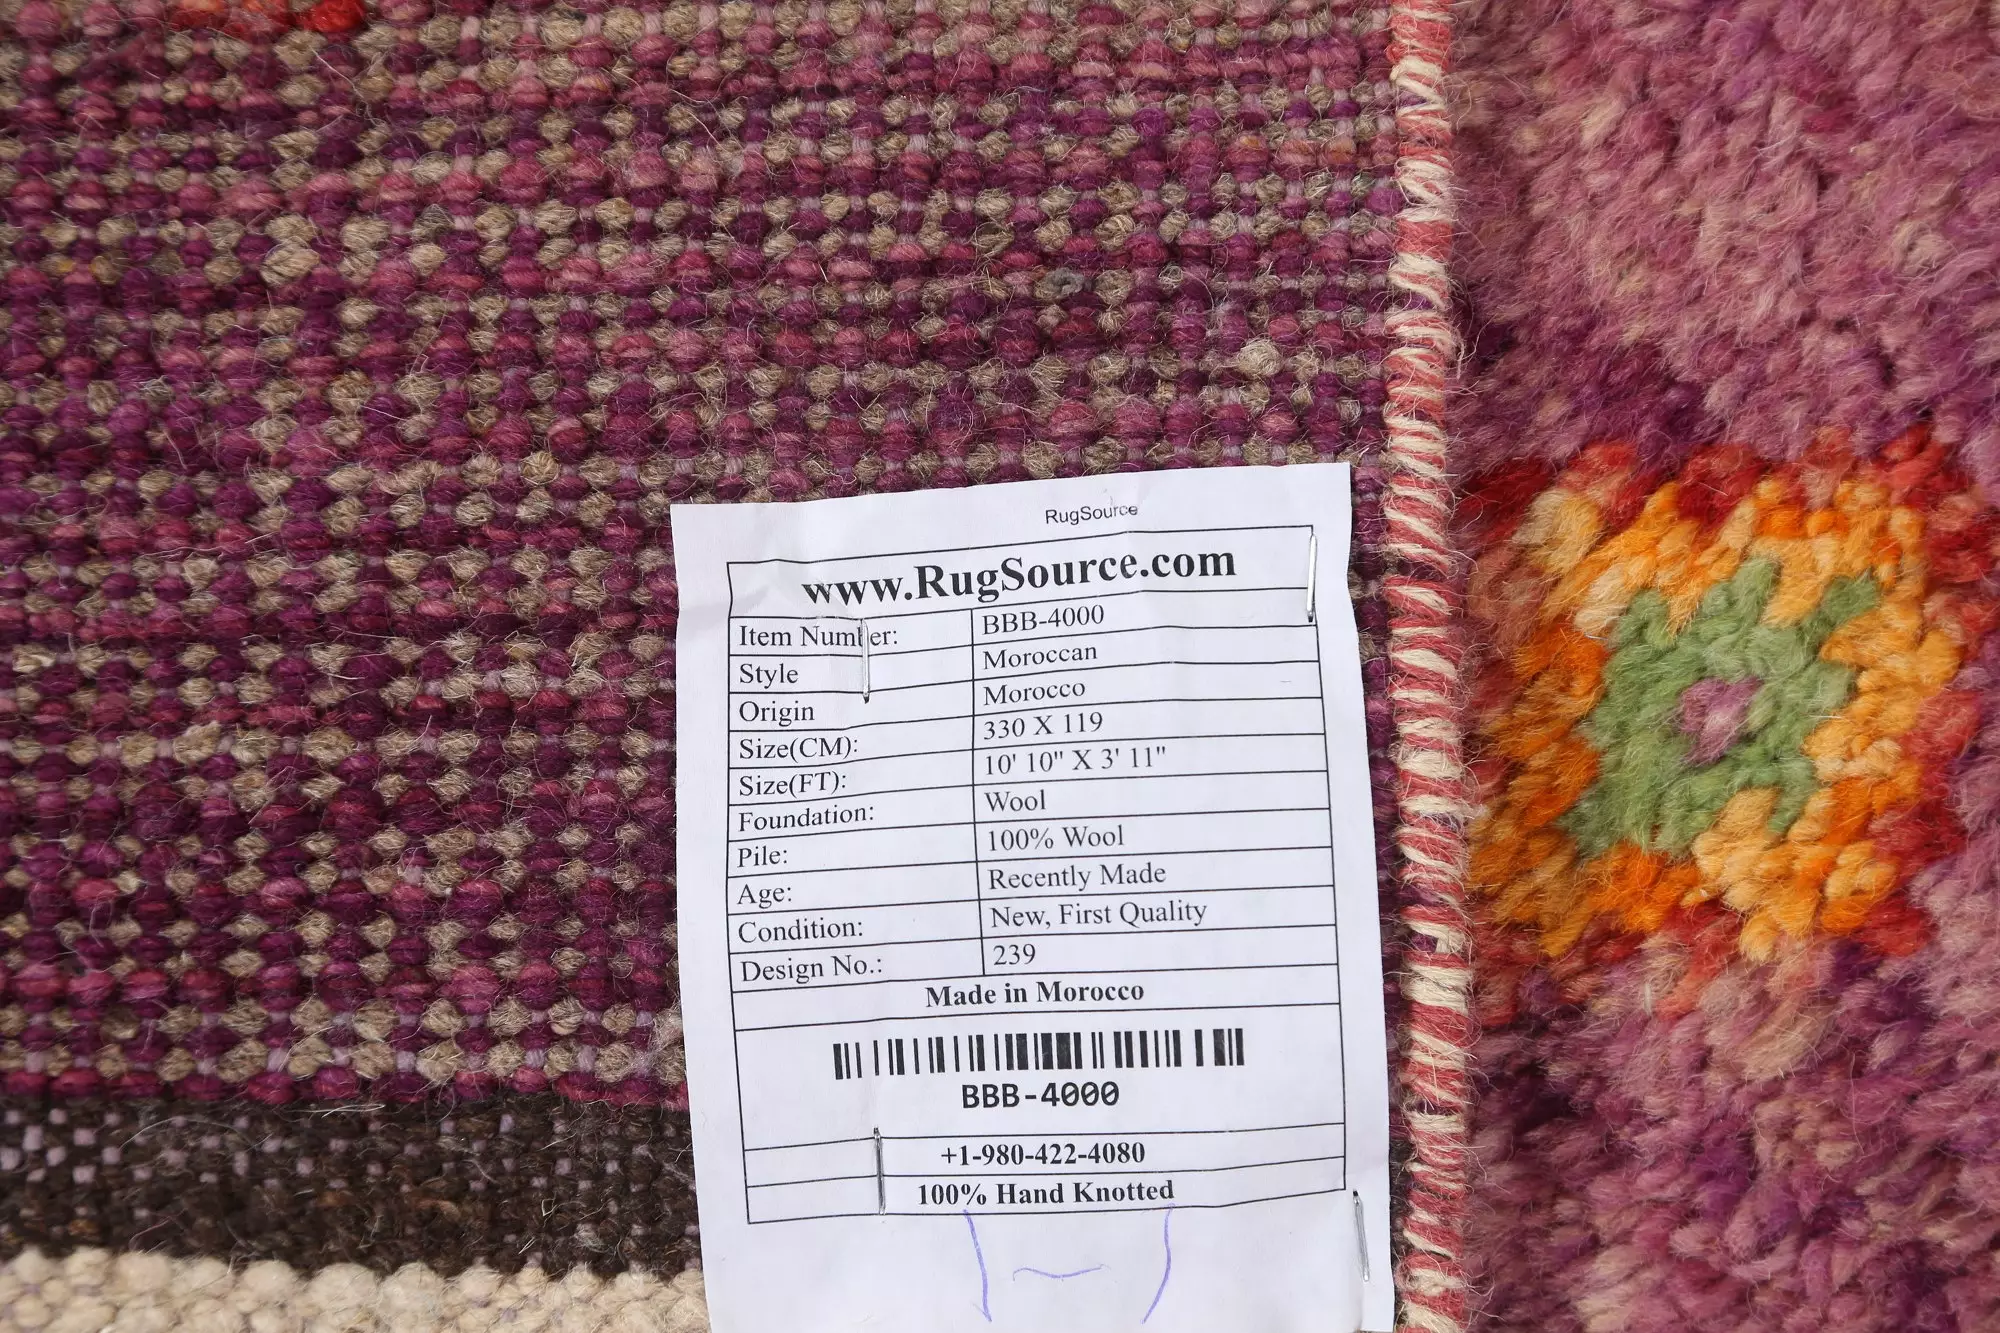 RugSource
www.RugSource.com
Item Number: BBB-4000
Style Moroccan
Origin Morocco
Size(CM): 330 X 119
Size(FT): 10' 10" X 3' 11"
Foundation: Wool
Pile: 100% Wool
Age: Recently Made
Condition: New, First Quality
Design No.: 239
Made in Morocco
BBB-4000
+1-980-422-4080
100% Hand Knotted